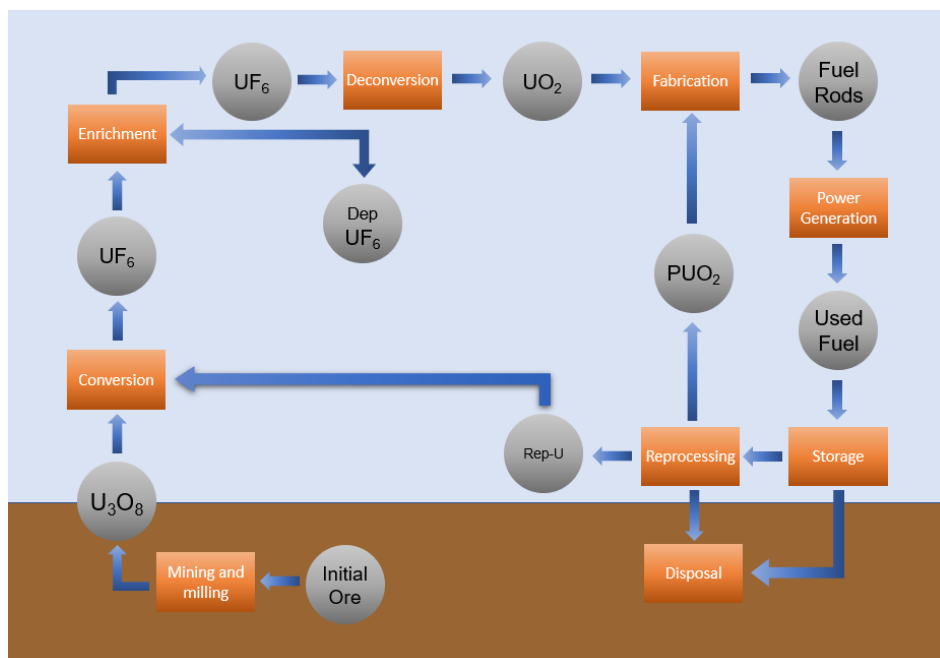 UF₆
Deconversion
UO₂
Fabrication
Fuel
Rods
Enrichment
Dep
UF₆
Power
Generation
UF₆
PUO₂
Used
Fuel
Conversion
Rep-U
Reprocessing
Storage
U₃O₈
Mining and
milling
Initial
Ore
Disposal